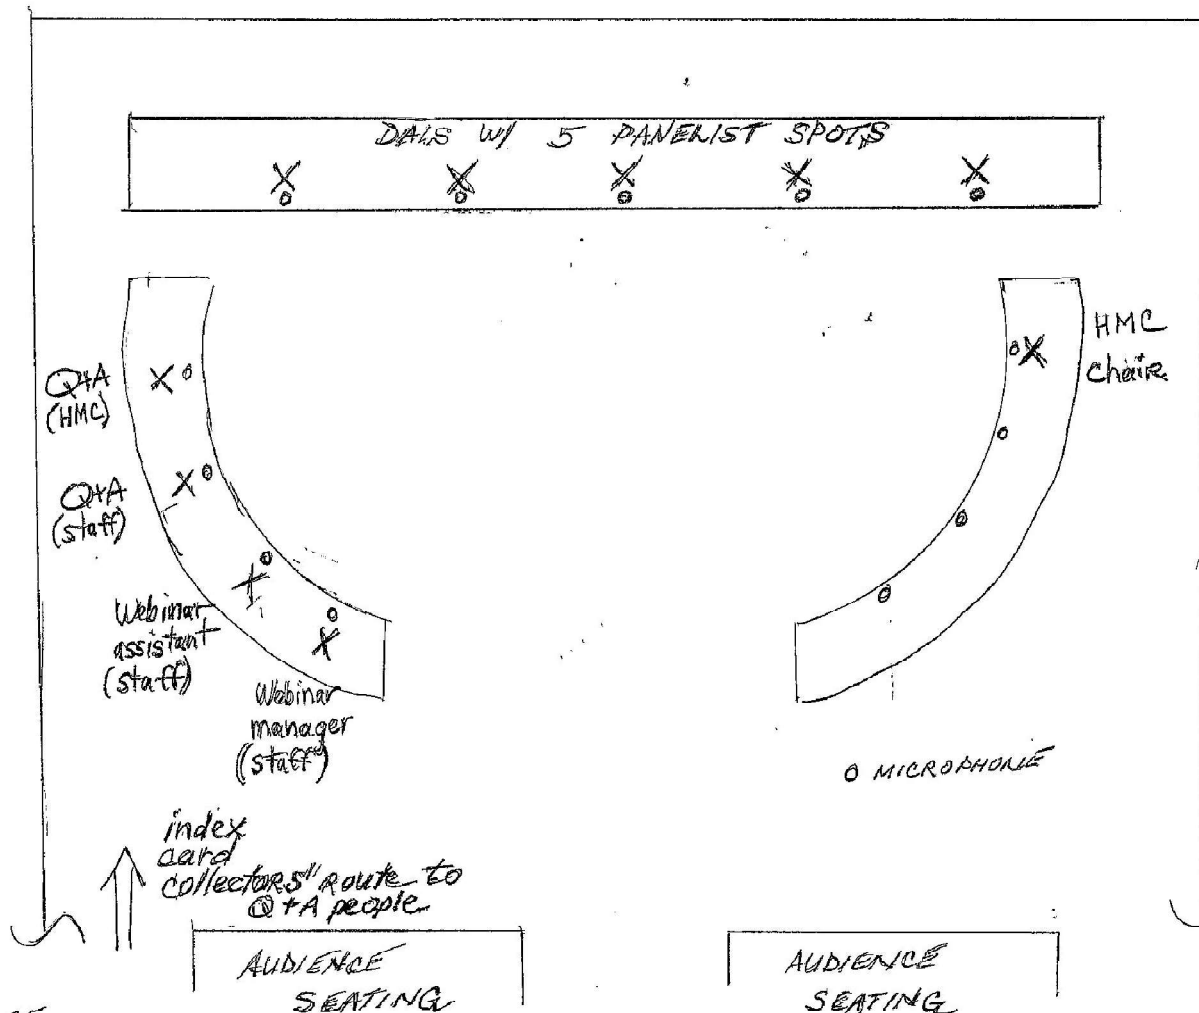 DAIS W/ 5 PANELIST SPOTS
HMC
Chair
Q+A
(HMC)
Q+A
(staff)
Webinar
assistant
(staff)
Webinar
manager
(staff)
O MICROPHONE
index
card
collectors' route to
Q+A people
AUDIENCE
SEATING
AUDIENCE
SEATING